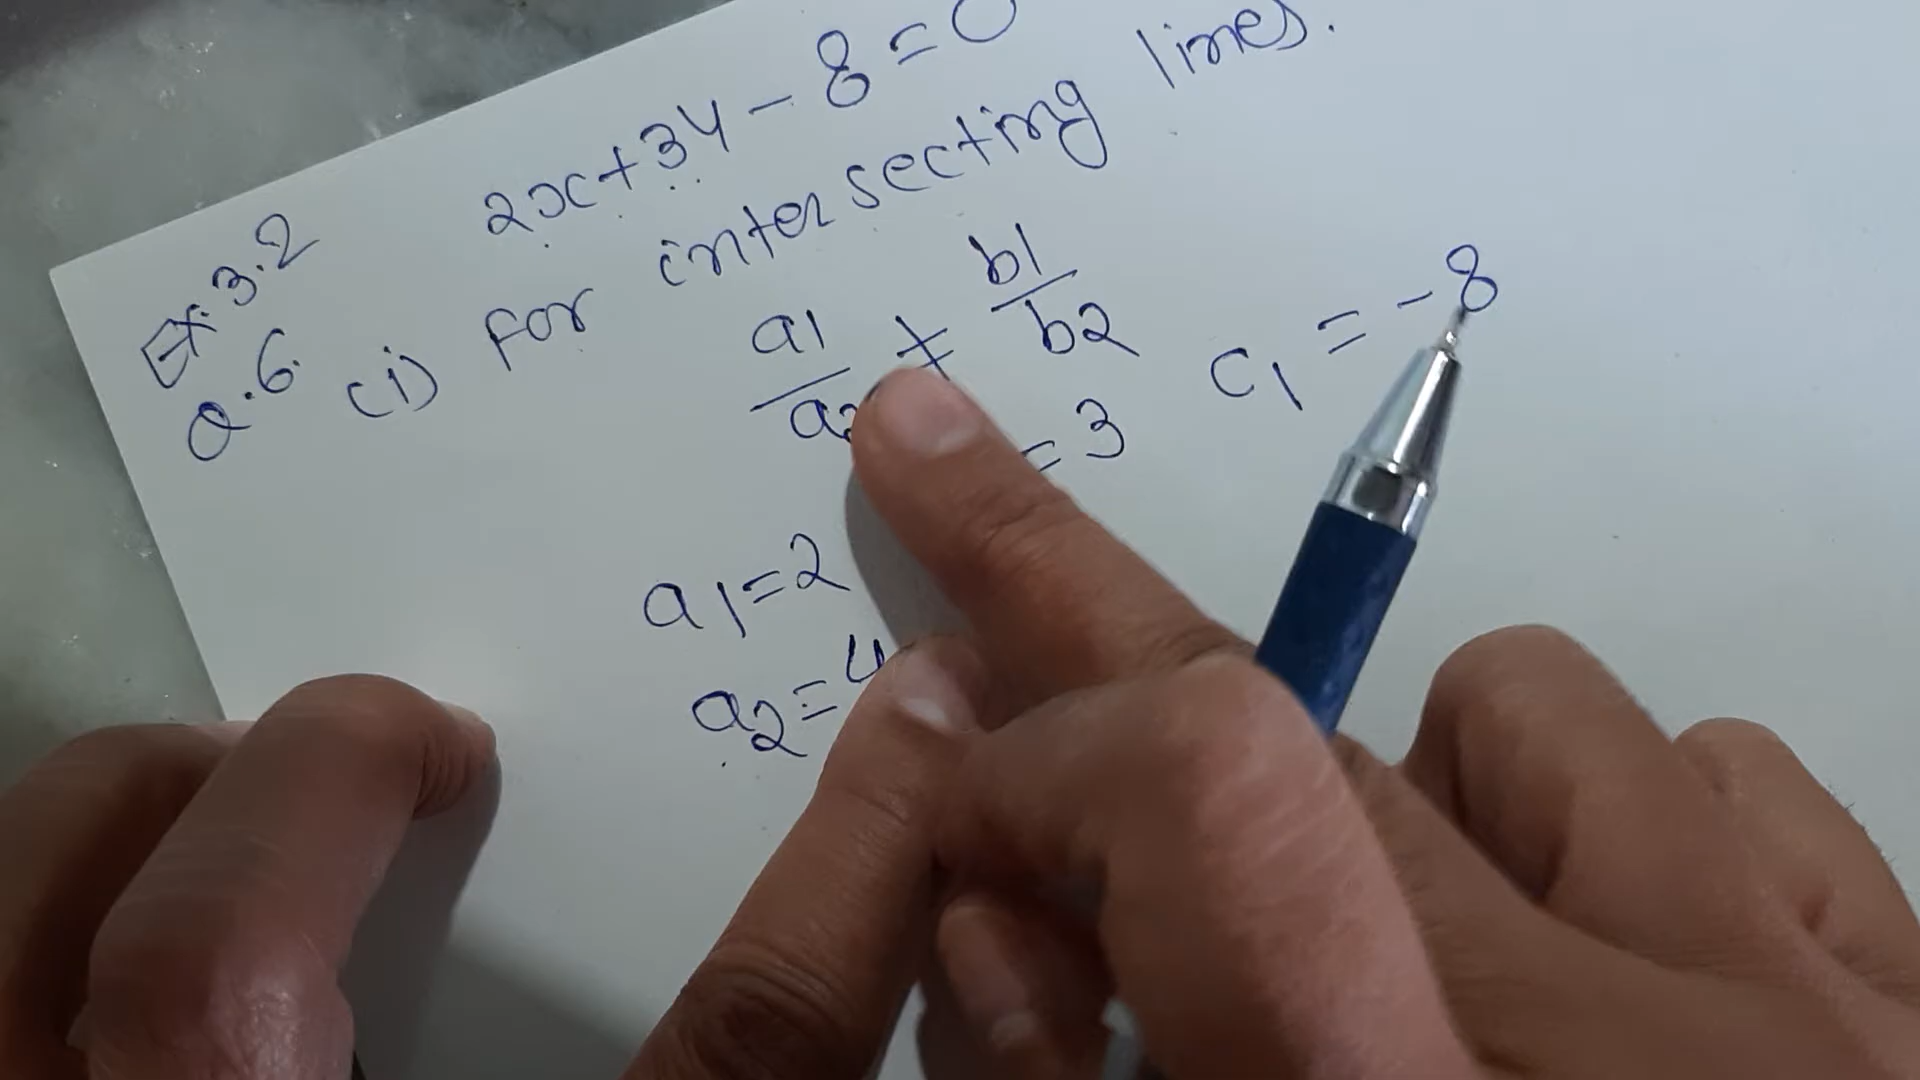 Ex. 3.2
2x+3y-8=0
Q.6. (i) For intersecting lines.
a1/a2 ≠ b1/b2
a1=2 =3 c1=-8
a2=4